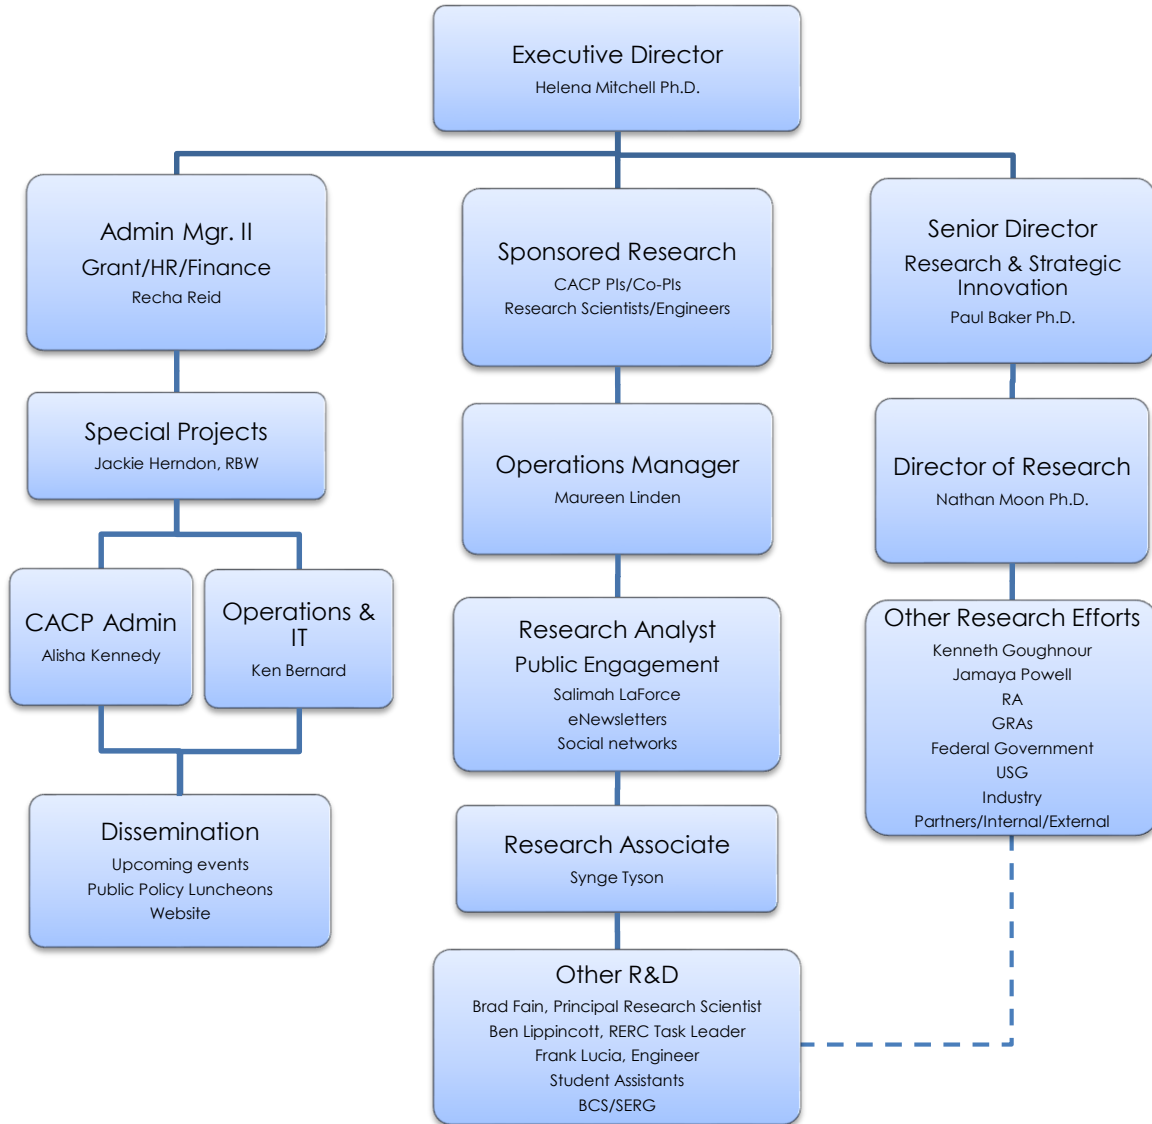 Executive Director
Helena Mitchell Ph.D.
Admin Mgr. II
Grant/HR/Finance
Recha Reid
Sponsored Research
CACP PIs/Co-PIs
Research Scientists/Engineers
Senior Director
Research & Strategic
Innovation
Paul Baker Ph.D.
Special Projects
Jackie Herndon, RBW
Operations Manager
Maureen Linden
Director of Research
Nathan Moon Ph.D.
CACP Admin
Alisha Kennedy
Operations &
IT
Ken Bernard
Research Analyst
Public Engagement
Salimah LaForce
eNewsletters
Social networks
Other Research Efforts
Kenneth Goughnour
Jamaya Powell
RA
GRAs
Federal Government
USG
Industry
Partners/Internal/External
Dissemination
Upcoming events
Public Policy Luncheons
Website
Research Associate
Synge Tyson
Other R&D
Brad Fain, Principal Research Scientist
Ben Lippincott, RERC Task Leader
Frank Lucia, Engineer
Student Assistants
BCS/SERG